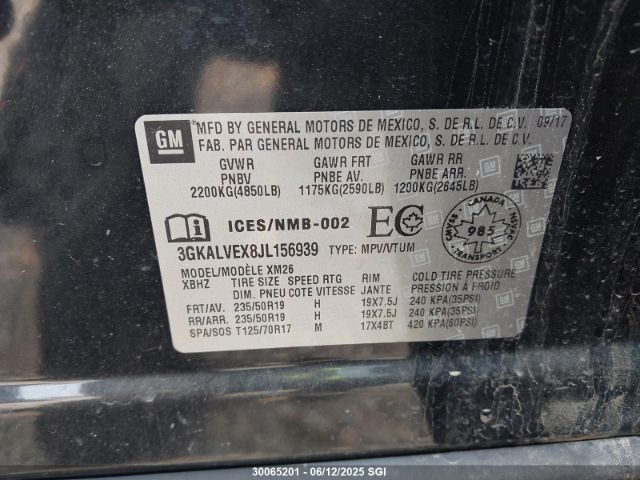 GM
MFD BY GENERAL MOTORS DE MEXICO, S. DE R.L. DE C.V. 09/17
FAB. PAR GENERAL MOTORS DE MEXICO, S. DE R.L. DE C.V.
GVWR GAWR FRT GAWR RR
PNBV PNBE AV. PNBE ARR.
2200KG(4850LB) 1175KG(2590LB) 1200KG(2645LB)
ICES/NMB-002 EC
CANADA
CMVSS 985 NSVAC
TRANSPORT
3GKALVEX8JL156939 TYPE: MPV/VTUM
MODEL/MODÈLE XM26
XBHZ TIRE SIZE SPEED RTG RIM COLD TIRE PRESSURE
DIM. PNEU COTE VITESSE JANTE PRESSION À FROID
FRT/AV. 235/50R19 H 19X7.5J 240 KPA(35PSI)
RR/ARR. 235/50R19 H 19X7.5J 240 KPA(35PSI)
SPA/SOS T125/70R17 M 17X4BT 420 KPA(60PSI)
30065201 - 06/12/2025 SGI